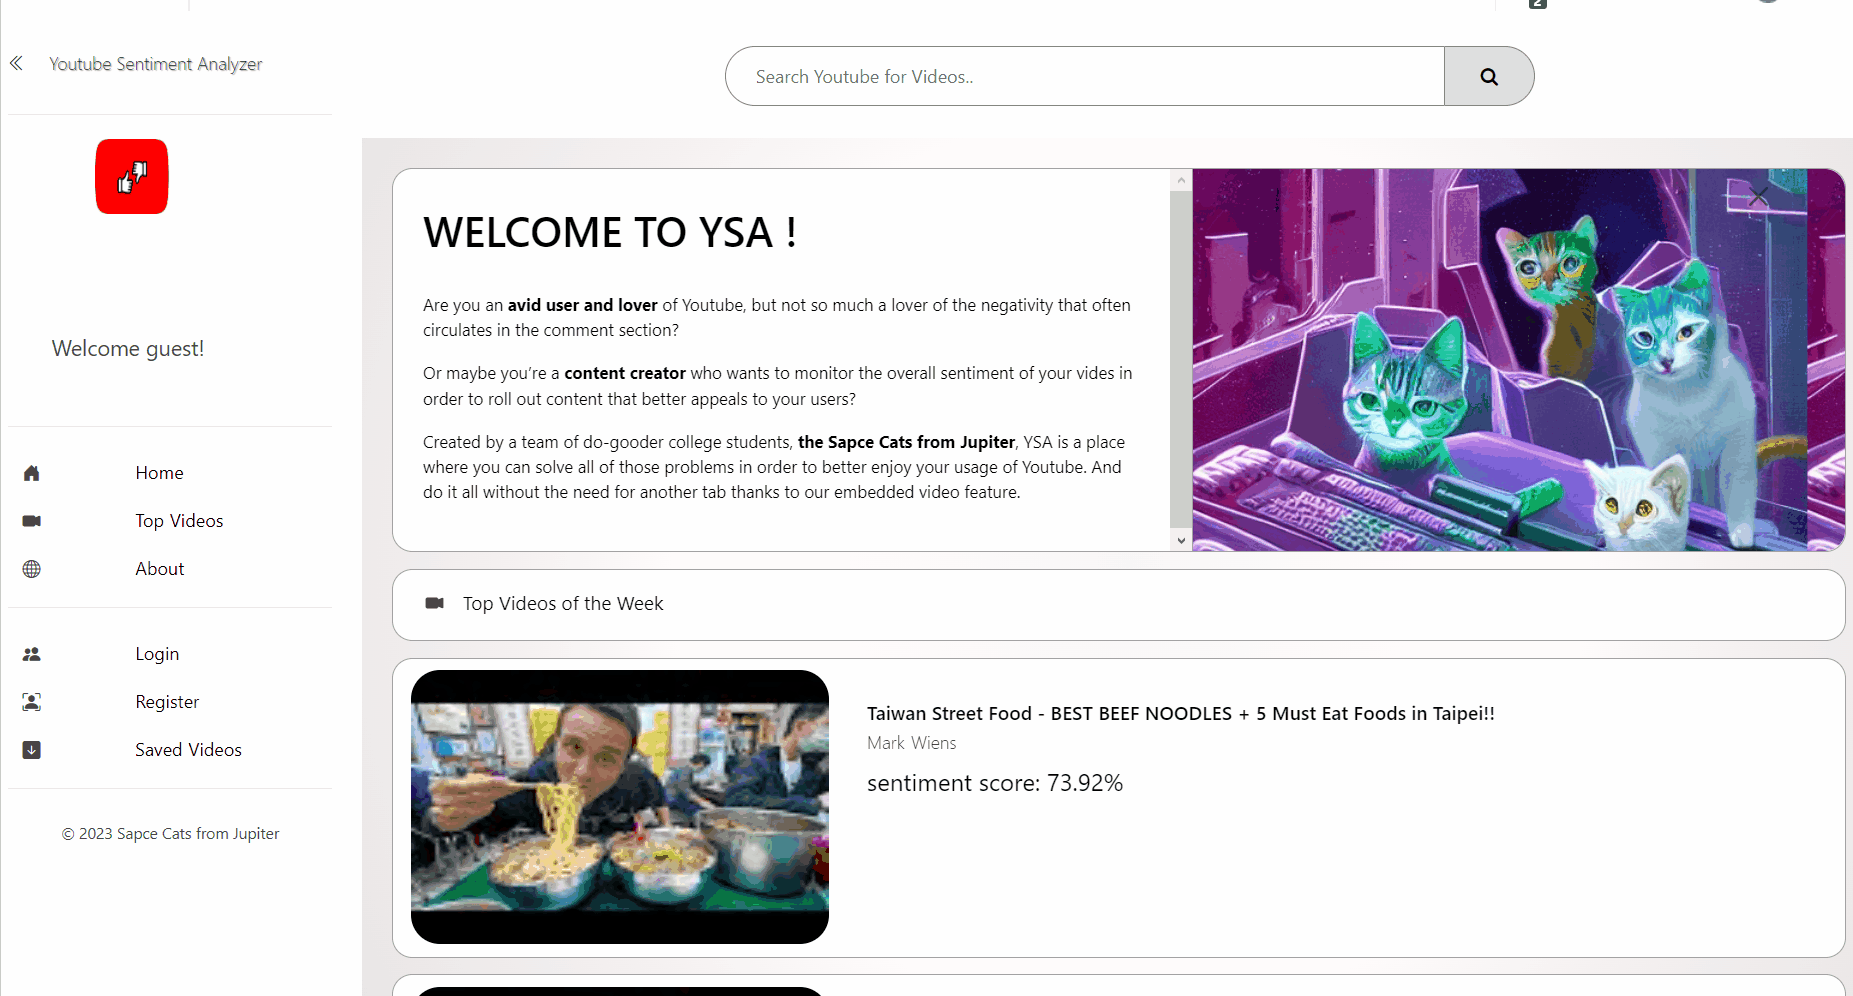 2
Youtube Sentiment Analyzer
Search Youtube for Videos..
Welcome guest!
Home
Top Videos
About
Login
Register
Saved Videos
© 2023 Sapce Cats from Jupiter
WELCOME TO YSA !
Are you an avid user and lover of Youtube, but not so much a lover of the negativity that often
circulates in the comment section?
Or maybe you’re a content creator who wants to monitor the overall sentiment of your vides in
order to roll out content that better appeals to your users?
Created by a team of do-gooder college students, the Sapce Cats from Jupiter, YSA is a place
where you can solve all of those problems in order to better enjoy your usage of Youtube. And
do it all without the need for another tab thanks to our embedded video feature.
Top Videos of the Week
Taiwan Street Food - BEST BEEF NOODLES + 5 Must Eat Foods in Taipei!!
Mark Wiens
sentiment score: 73.92%